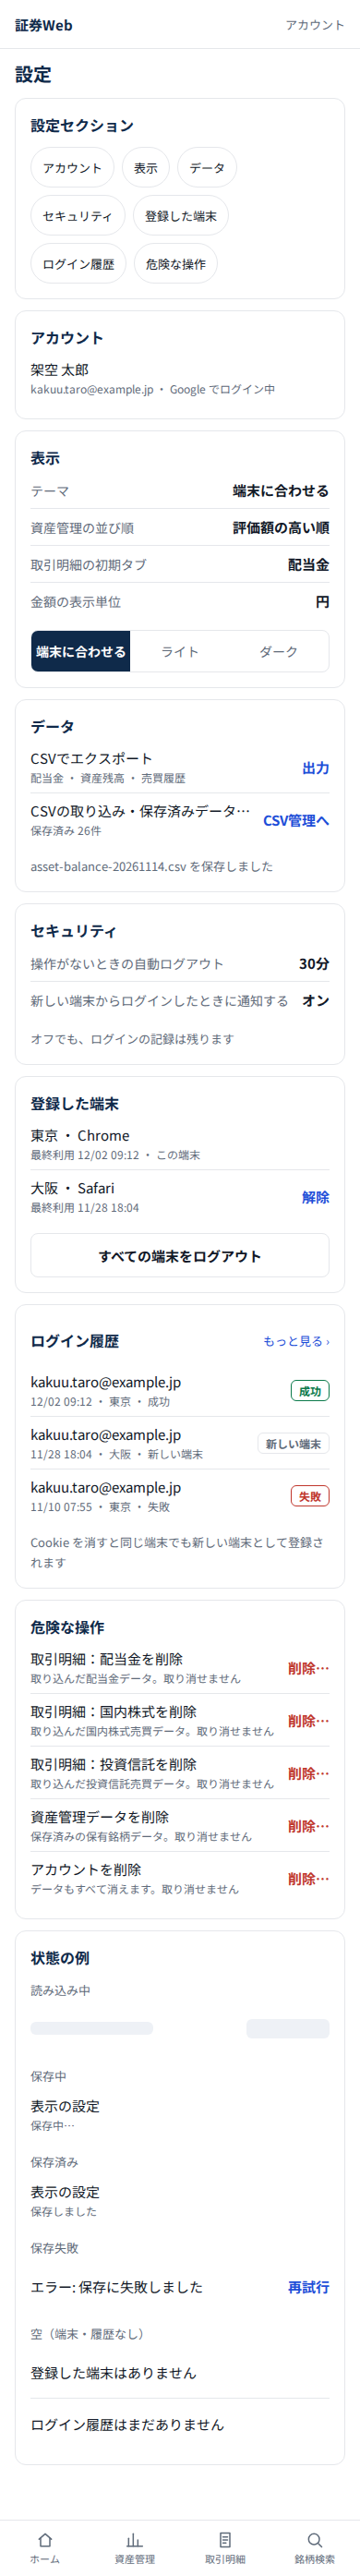 証券Web
アカウント
設定
設定セクション
アカウント
表示
データ
セキュリティ
登録した端末
ログイン履歴
危険な操作
アカウント
架空 太郎
kakuu.taro@example.jp ・ Google でログイン中
表示
テーマ
端末に合わせる
資産管理の並び順
評価額の高い順
取引明細の初期タブ
配当金
金額の表示単位
円
端末に合わせる
ライト
ダーク
データ
CSVでエクスポート
配当金 ・ 資産残高 ・ 売買履歴
出力
CSVの取り込み・保存済みデータ…
保存済み 26件
CSV管理へ
asset-balance-20261114.csv を保存しました
セキュリティ
操作がないときの自動ログアウト
30分
新しい端末からログインしたときに通知する
オン
オフでも、ログインの記録は残ります
登録した端末
東京 ・ Chrome
最終利用 12/02 09:12 ・ この端末
大阪 ・ Safari
最終利用 11/28 18:04
解除
すべての端末をログアウト
ログイン履歴
もっと見る ›
kakuu.taro@example.jp
12/02 09:12 ・ 東京 ・ 成功
成功
kakuu.taro@example.jp
11/28 18:04 ・ 大阪 ・ 新しい端末
新しい端末
kakuu.taro@example.jp
11/10 07:55 ・ 東京 ・ 失敗
失敗
Cookie を消すと同じ端末でも新しい端末として登録さ
れます
危険な操作
取引明細：配当金を削除
取り込んだ配当金データ。取り消せません
削除…
取引明細：国内株式を削除
取り込んだ国内株式売買データ。取り消せません
削除…
取引明細：投資信託を削除
取り込んだ投資信託売買データ。取り消せません
削除…
資産管理データを削除
保存済みの保有銘柄データ。取り消せません
削除…
アカウントを削除
データもすべて消えます。取り消せません
削除…
状態の例
読み込み中
保存中
表示の設定
保存中…
保存済み
表示の設定
保存しました
保存失敗
エラー: 保存に失敗しました
再試行
空（端末・履歴なし）
登録した端末はありません
ログイン履歴はまだありません
ホーム
資産管理
取引明細
銘柄検索